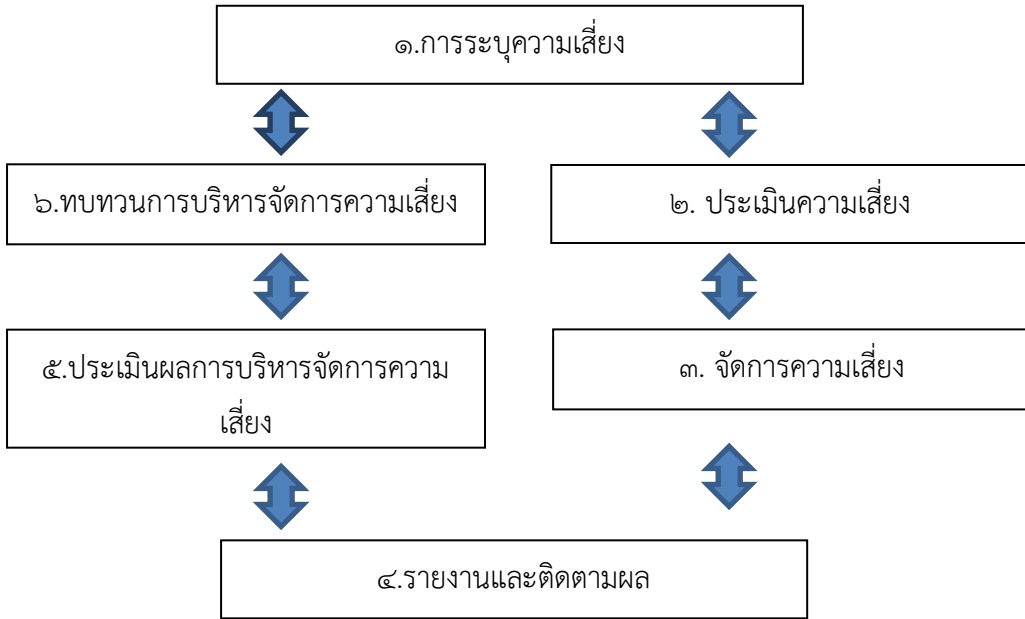 ๑.การระบุความเสี่ยง
๖.ทบทวนการบริหารจัดการความเสี่ยง
๒. ประเมินความเสี่ยง
๕.ประเมินผลการบริหารจัดการความ
เสี่ยง
๓. จัดการความเสี่ยง
๔.รายงานและติดตามผล